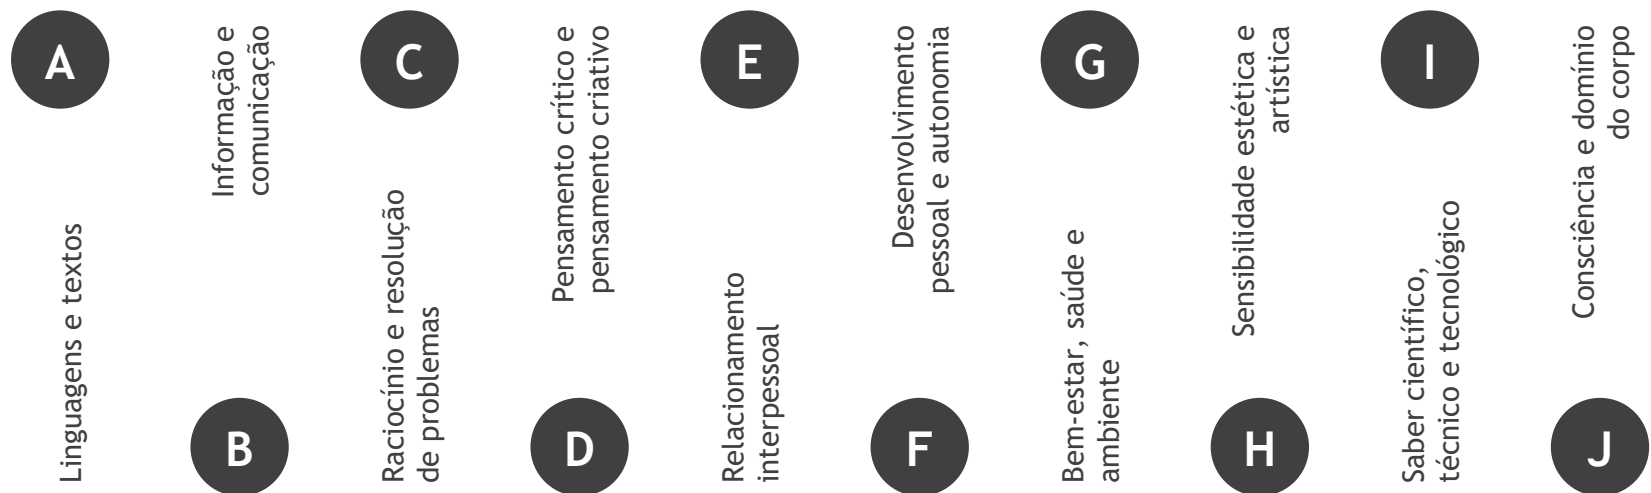 A
Linguagens e textos
Informação e
comunicação
B
C
Raciocínio e resolução
de problemas
Pensamento crítico e
pensamento criativo
D
E
Relacionamento
interpessoal
Desenvolvimento
pessoal e autonomia
F
G
Bem-estar, saúde e
ambiente
Sensibilidade estética e
artística
H
I
Saber científico,
técnico e tecnológico
Consciência e domínio
do corpo
J